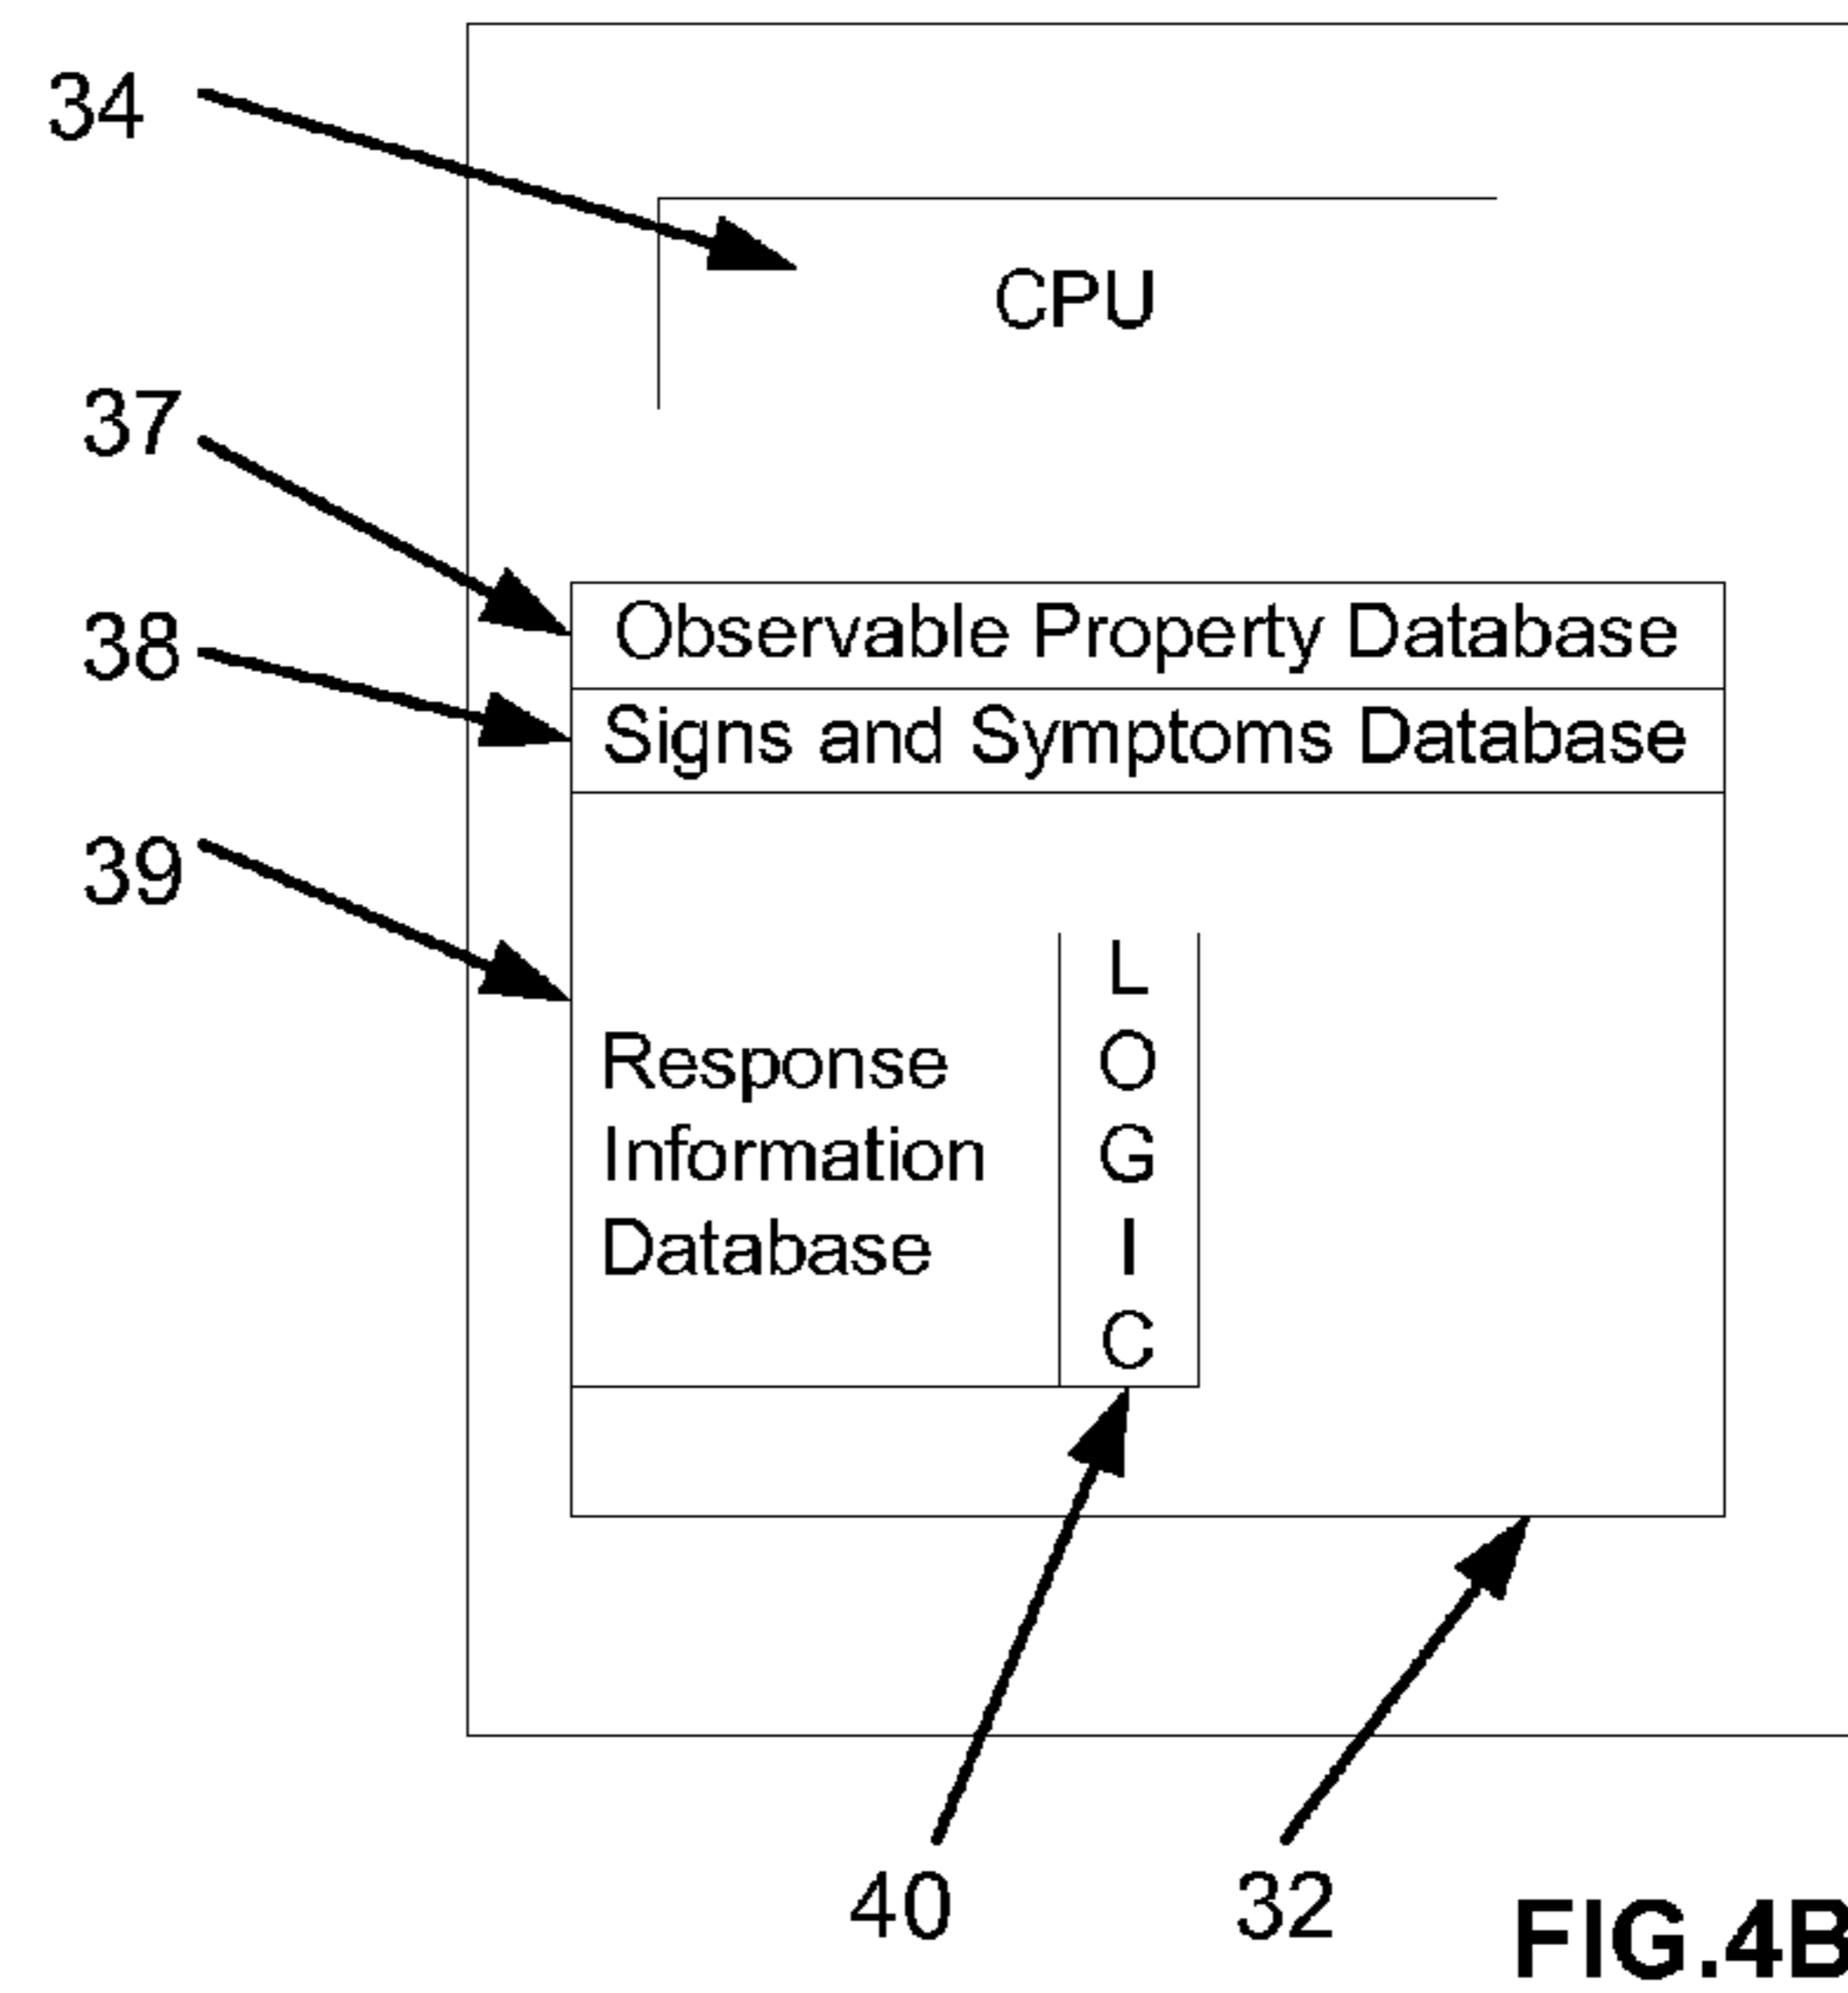 34
CPU
37
Observable Property Database
38
Signs and Symptoms Database
39
L
O
G
I
C
Response
Information
Database
40
32
FIG.4B